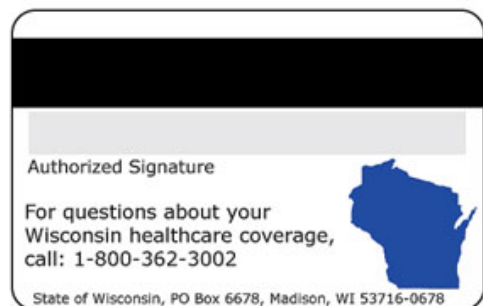 Authorized Signature
For questions about your
Wisconsin healthcare coverage,
call: 1-800-362-3002
State of Wisconsin, PO Box 6678, Madison, WI 53716-0678